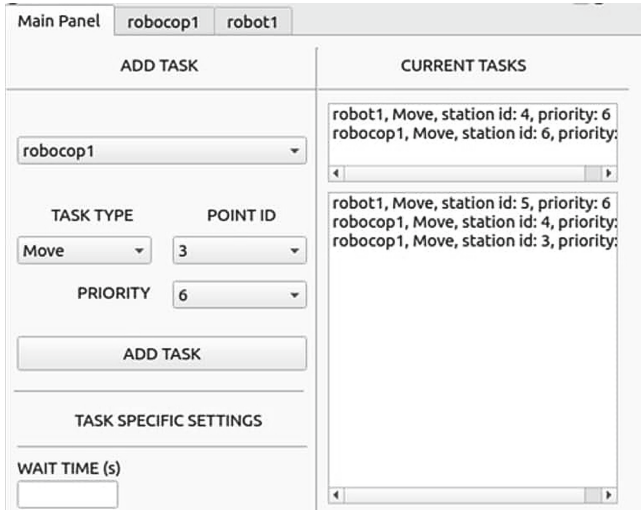 Main Panel robocop1 robot1
ADD TASK
robocop1
TASK TYPE POINT ID
Move 3
PRIORITY 6
ADD TASK
TASK SPECIFIC SETTINGS
WAIT TIME (s)
CURRENT TASKS
robot1, Move, station id: 4, priority: 6
robocop1, Move, station id: 6, priority:
robot1, Move, station id: 5, priority: 6
robocop1, Move, station id: 4, priority:
robocop1, Move, station id: 3, priority: